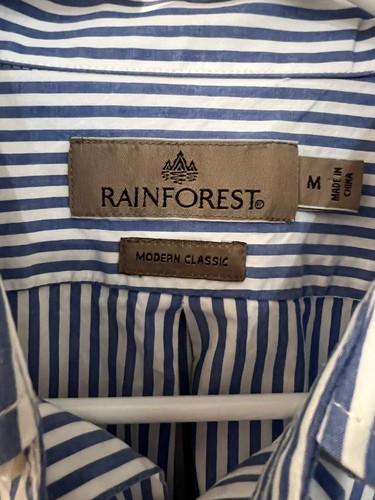 RAINFOREST®
M
MADE IN
CHINA
MODERN CLASSIC